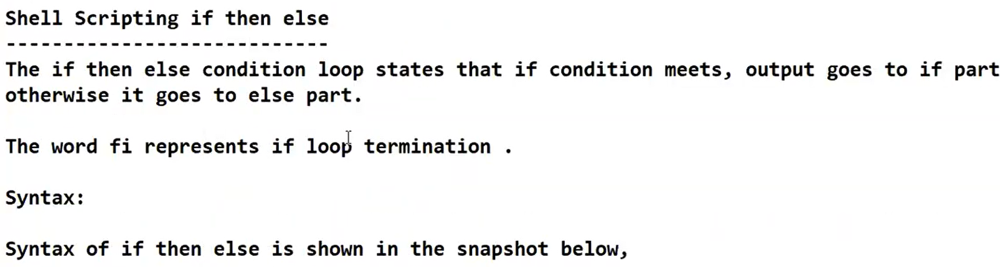 Shell Scripting if then else
----------------------------
The if then else condition loop states that if condition meets, output goes to if part
otherwise it goes to else part.
The word fi represents if loop termination .
Syntax:
Syntax of if then else is shown in the snapshot below,